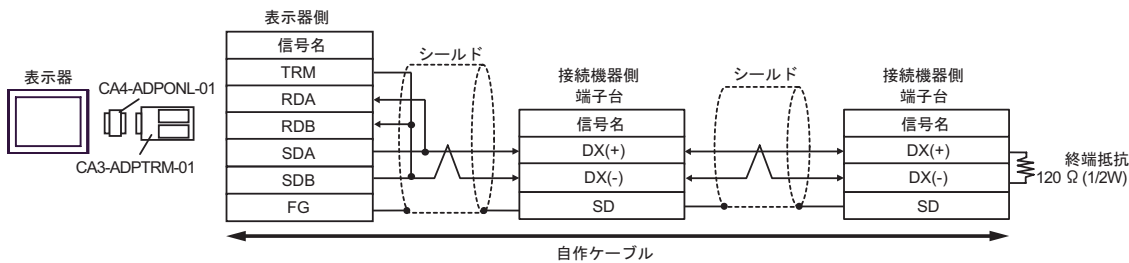 表示器
CA4-ADPONL-01
CA3-ADPTRM-01
表示器側
信号名
TRM
RDA
RDB
SDA
SDB
FG
シールド
接続機器側
端子台
信号名
DX(+)
DX(-)
SD
シールド
接続機器側
端子台
信号名
DX(+)
DX(-)
SD
終端抵抗
120 Ω (1/2W)
自作ケーブル